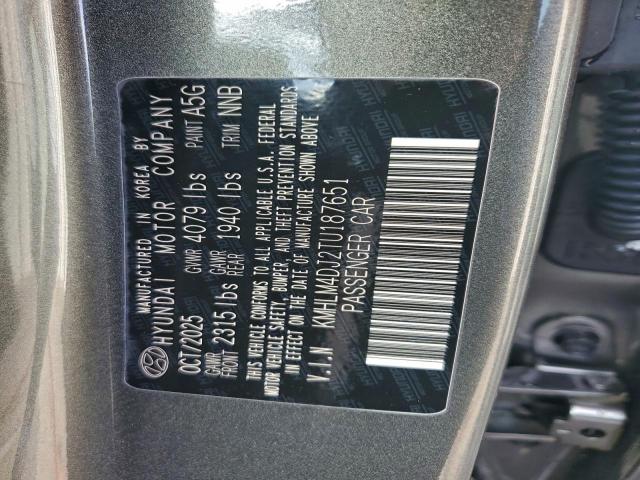 MANUFACTURED IN KOREA BY
HYUNDAI MOTOR COMPANY
OCT/2025 GVWR 4079 lbs PAINT A5G
GAWR FRONT 2315 lbs GAWR REAR 1940 lbs TRIM NNB
THIS VEHICLE CONFORMS TO ALL APPLICABLE U.S.A. FEDERAL
MOTOR VEHICLE SAFETY, BUMPER, AND THEFT PREVENTION STANDARDS
IN EFFECT ON THE DATE OF MANUFACTURE SHOWN ABOVE
V.I.N KMHLM4DJ2TU187651
PASSENGER CAR